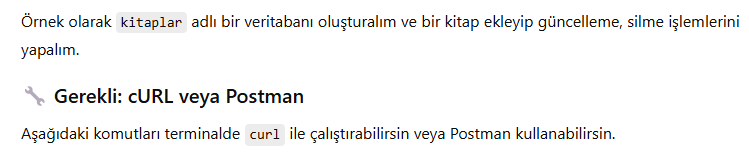 Örnek olarak kitaplar adlı bir veritabanı oluşturalım ve bir kitap ekleyip güncelleme, silme işlemlerini
yapalım.
🔧 Gerekli: cURL veya Postman
Aşağıdaki komutları terminalde curl ile çalıştırabilirsin veya Postman kullanabilirsin.